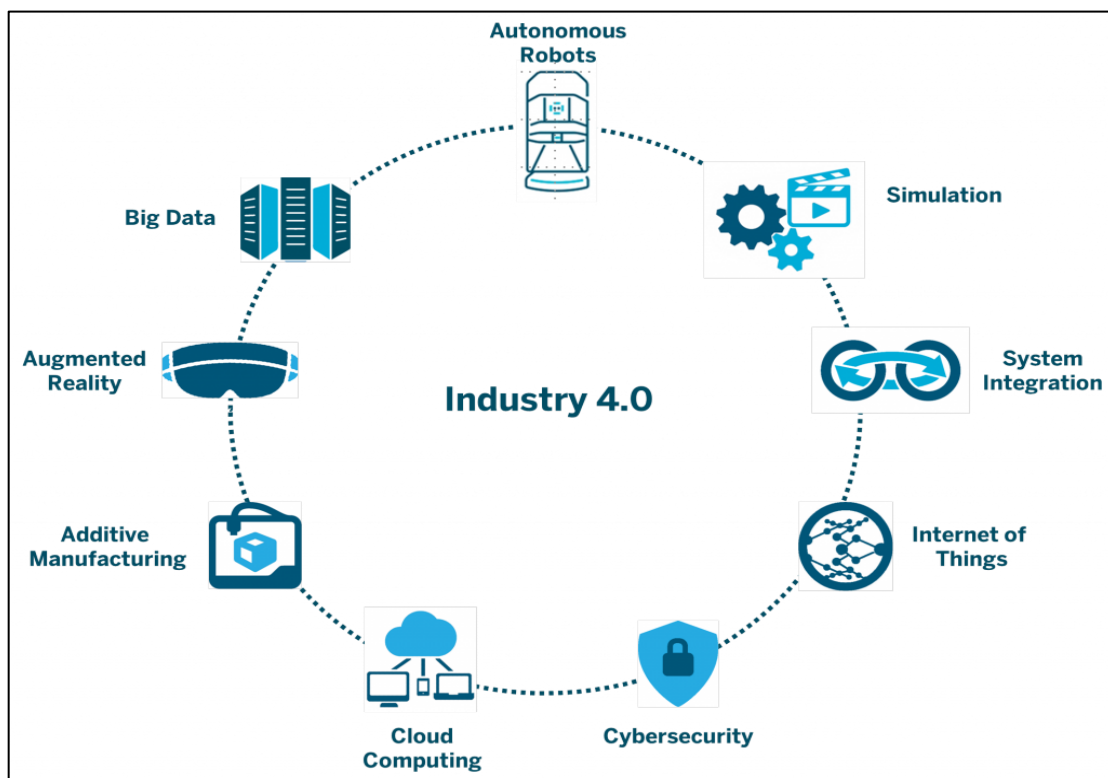 Autonomous
Robots
Simulation
Big Data
System
Integration
Augmented
Reality
Industry 4.0
Internet of
Things
Additive
Manufacturing
Cybersecurity
Cloud
Computing